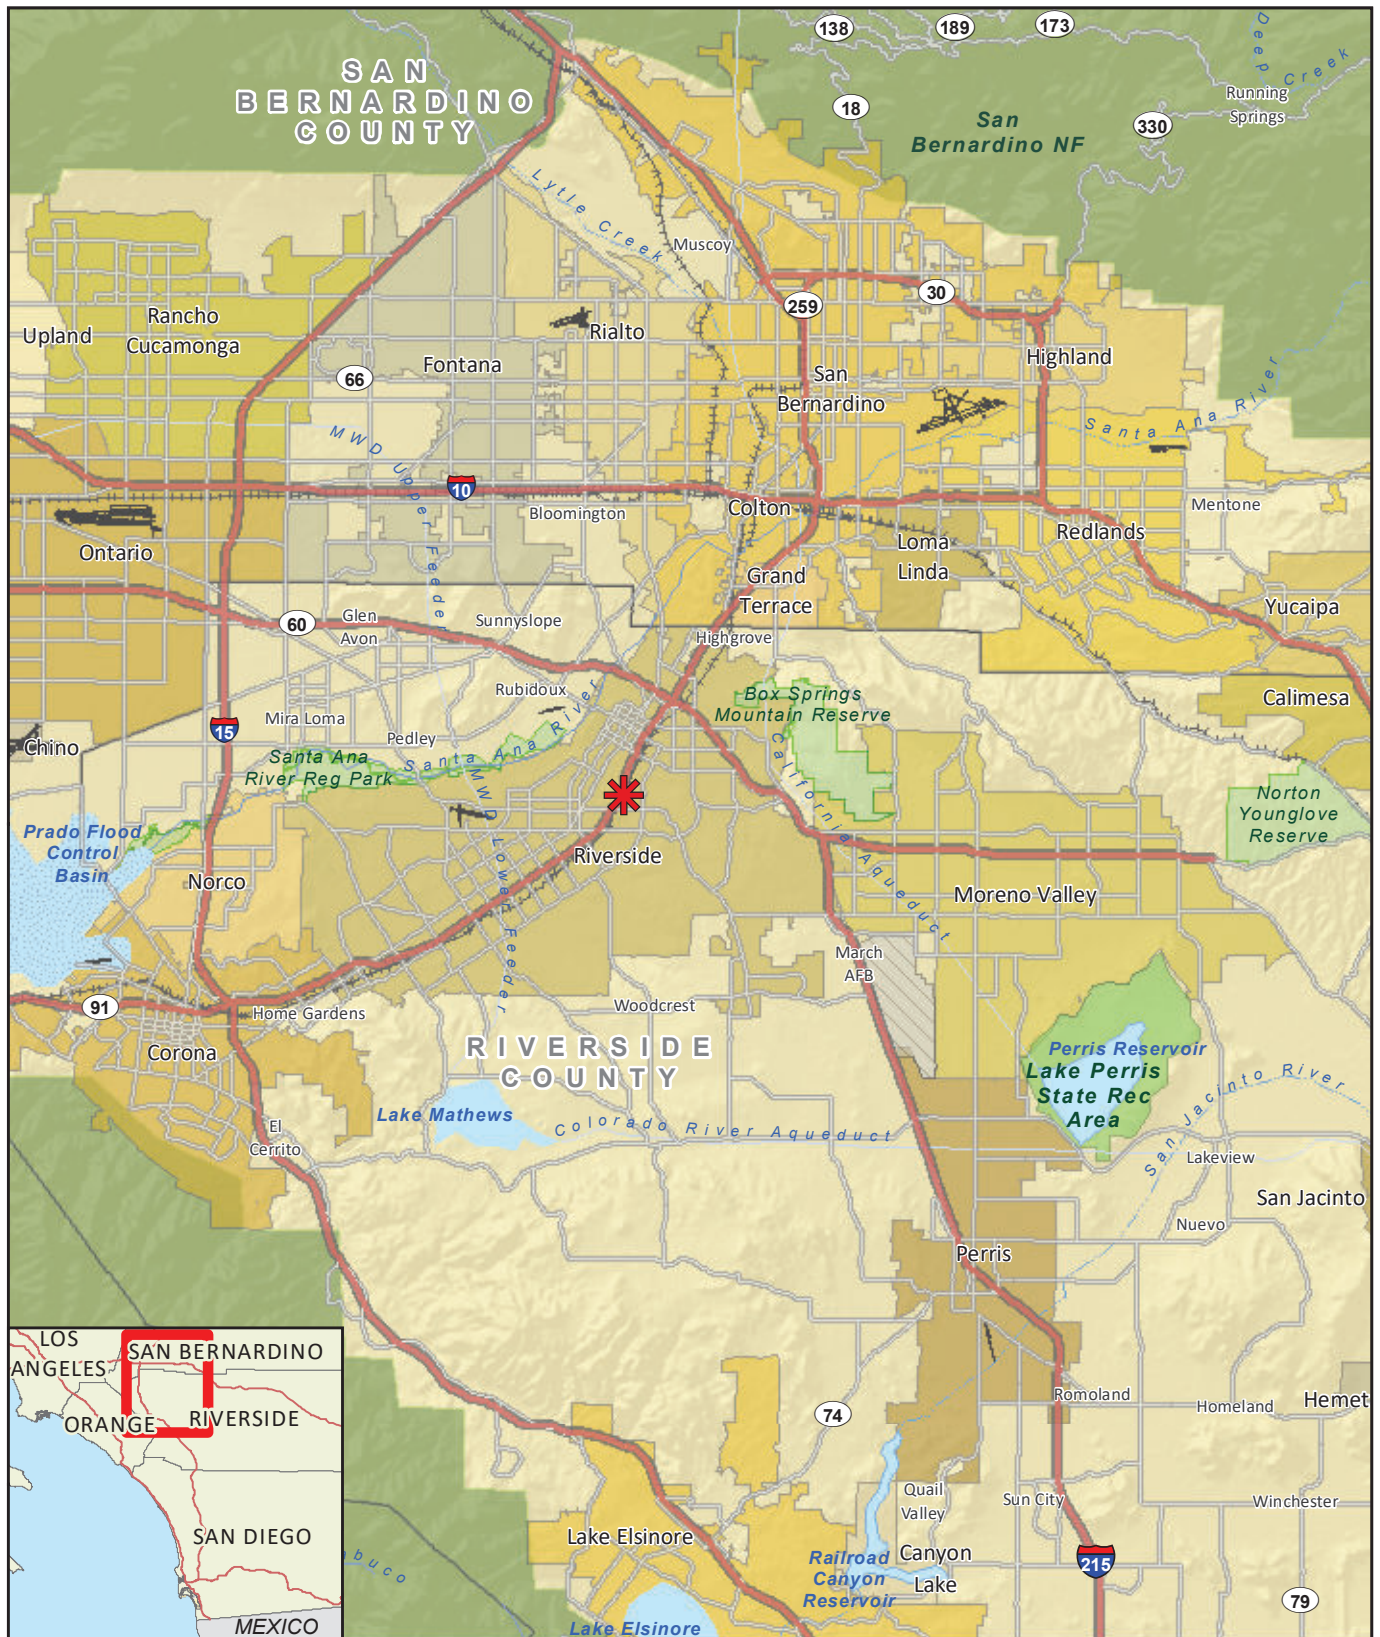 138
189
173
Deep Creek
SAN
BERNARDINO
COUNTY
18
330
Running
Springs
San
Bernardino NF
Lytle Creek
Muscoy
259
30
Upland
Rancho
Cucamonga
Rialto
Fontana
66
San
Bernardino
Highland
Santa Ana River
MWD Upper Feeder
10
Bloomington
Colton
Mentone
Ontario
Loma
Linda
Redlands
Grand
Terrace
Yucaipa
60
Glen
Avon
Sunnyslope
Highgrove
Rubidoux
Box Springs
Mountain Reserve
Calimesa
15
Mira Loma
Pedley
Chino
Santa Ana
River Reg Park
Santa Ana River
California Aqueduct
MWD Lower Feeder
Norton
Younglove
Reserve
Prado Flood
Control
Basin
Riverside
Norco
Moreno Valley
March
AFB
91
Home Gardens
Woodcrest
Corona
RIVERSIDE
COUNTY
Perris Reservoir
Lake Perris
State Rec
Area
San Jacinto River
Lake Mathews
Colorado River Aqueduct
El
Cerrito
Lakeview
San Jacinto
Nuevo
Perris
LOS
ANGELES
SAN BERNARDINO
ORANGE
RIVERSIDE
SAN DIEGO
MEXICO
Romoland
Homeland
Hemet
74
Quail
Valley
Sun City
Winchester
Lake Elsinore
Railroad
Canyon
Reservoir
Canyon
Lake
215
79
abuco
Lake Elsinore